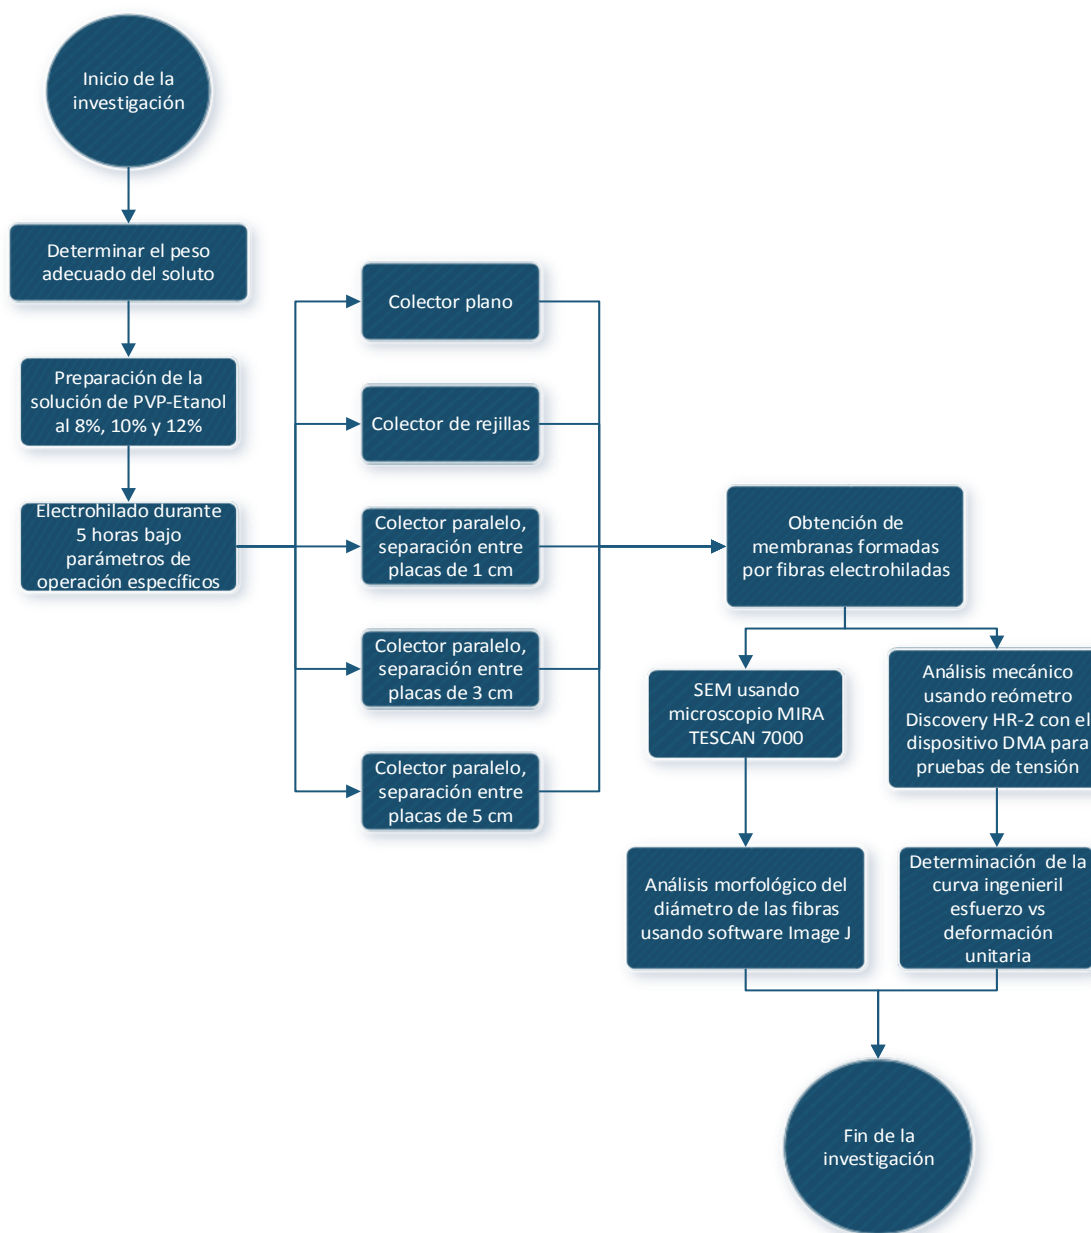 Inicio de la
investigación
Determinar el peso
adecuado del soluto
Preparación de la
solución de PVP-Etanol
al 8%, 10% y 12%
Electrohilado durante
5 horas bajo
parámetros de
operación específicos
Colector plano
Colector de rejillas
Colector paralelo,
separación entre
placas de 1 cm
Colector paralelo,
separación entre
placas de 3 cm
Colector paralelo,
separación entre
placas de 5 cm
Obtención de
membranas formadas
por fibras electrohiladas
SEM usando
microscopio MIRA
TESCAN 7000
Análisis mecánico
usando reómetro
Discovery HR-2 con el
dispositivo DMA para
pruebas de tensión
Análisis morfológico del
diámetro de las fibras
usando software Image J
Determinación de la
curva ingenieril
esfuerzo vs
deformación
unitaria
Fin de la
investigación